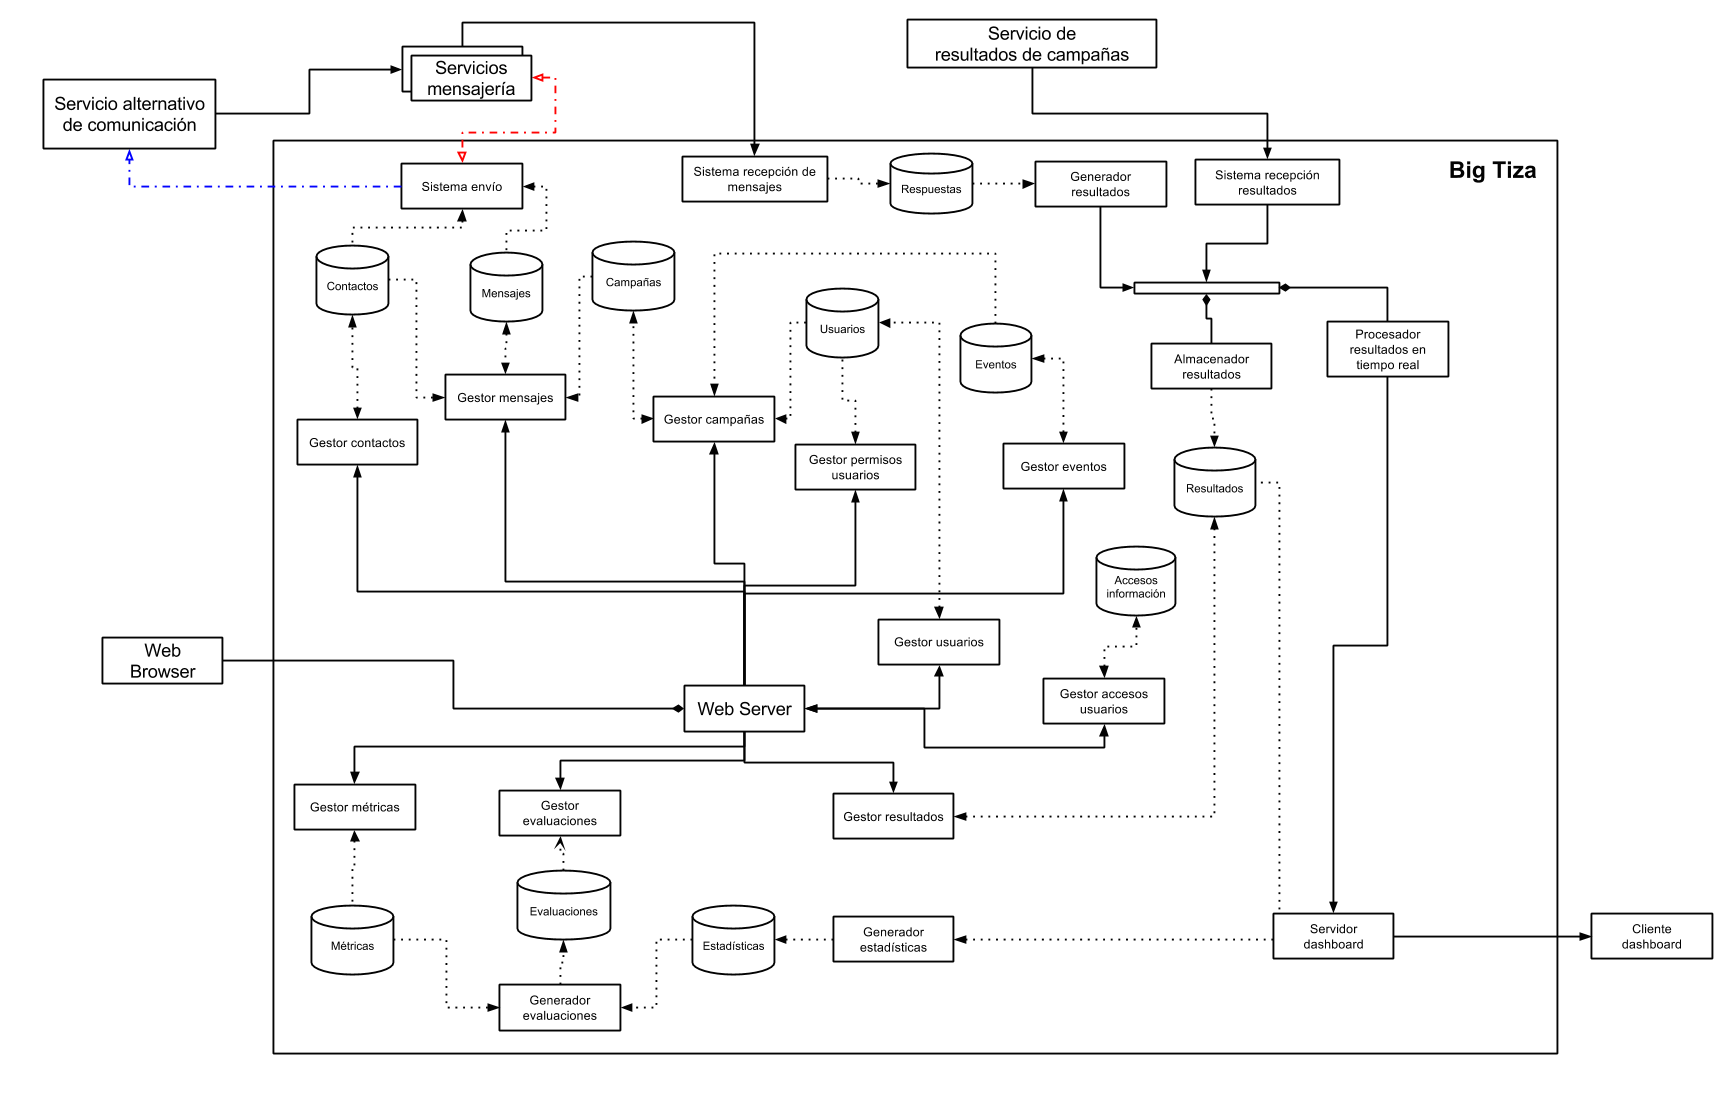 Servicio de
resultados de campañas
Servicios
mensajería
Servicio alternativo
de comunicación
Big Tiza
Sistema envío
Sistema recepción de
mensajes
Respuestas
Generador
resultados
Sistema recepción
resultados
Contactos
Mensajes
Campañas
Usuarios
Eventos
Procesador
resultados en
tiempo real
Almacenador
resultados
Gestor mensajes
Gestor campañas
Gestor contactos
Gestor permisos
usuarios
Gestor eventos
Resultados
Accesos
información
Gestor usuarios
Web
Browser
Gestor accesos
usuarios
Web Server
Gestor métricas
Gestor
evaluaciones
Gestor resultados
Evaluaciones
Métricas
Estadísticas
Generador
estadísticas
Servidor
dashboard
Cliente
dashboard
Generador
evaluaciones